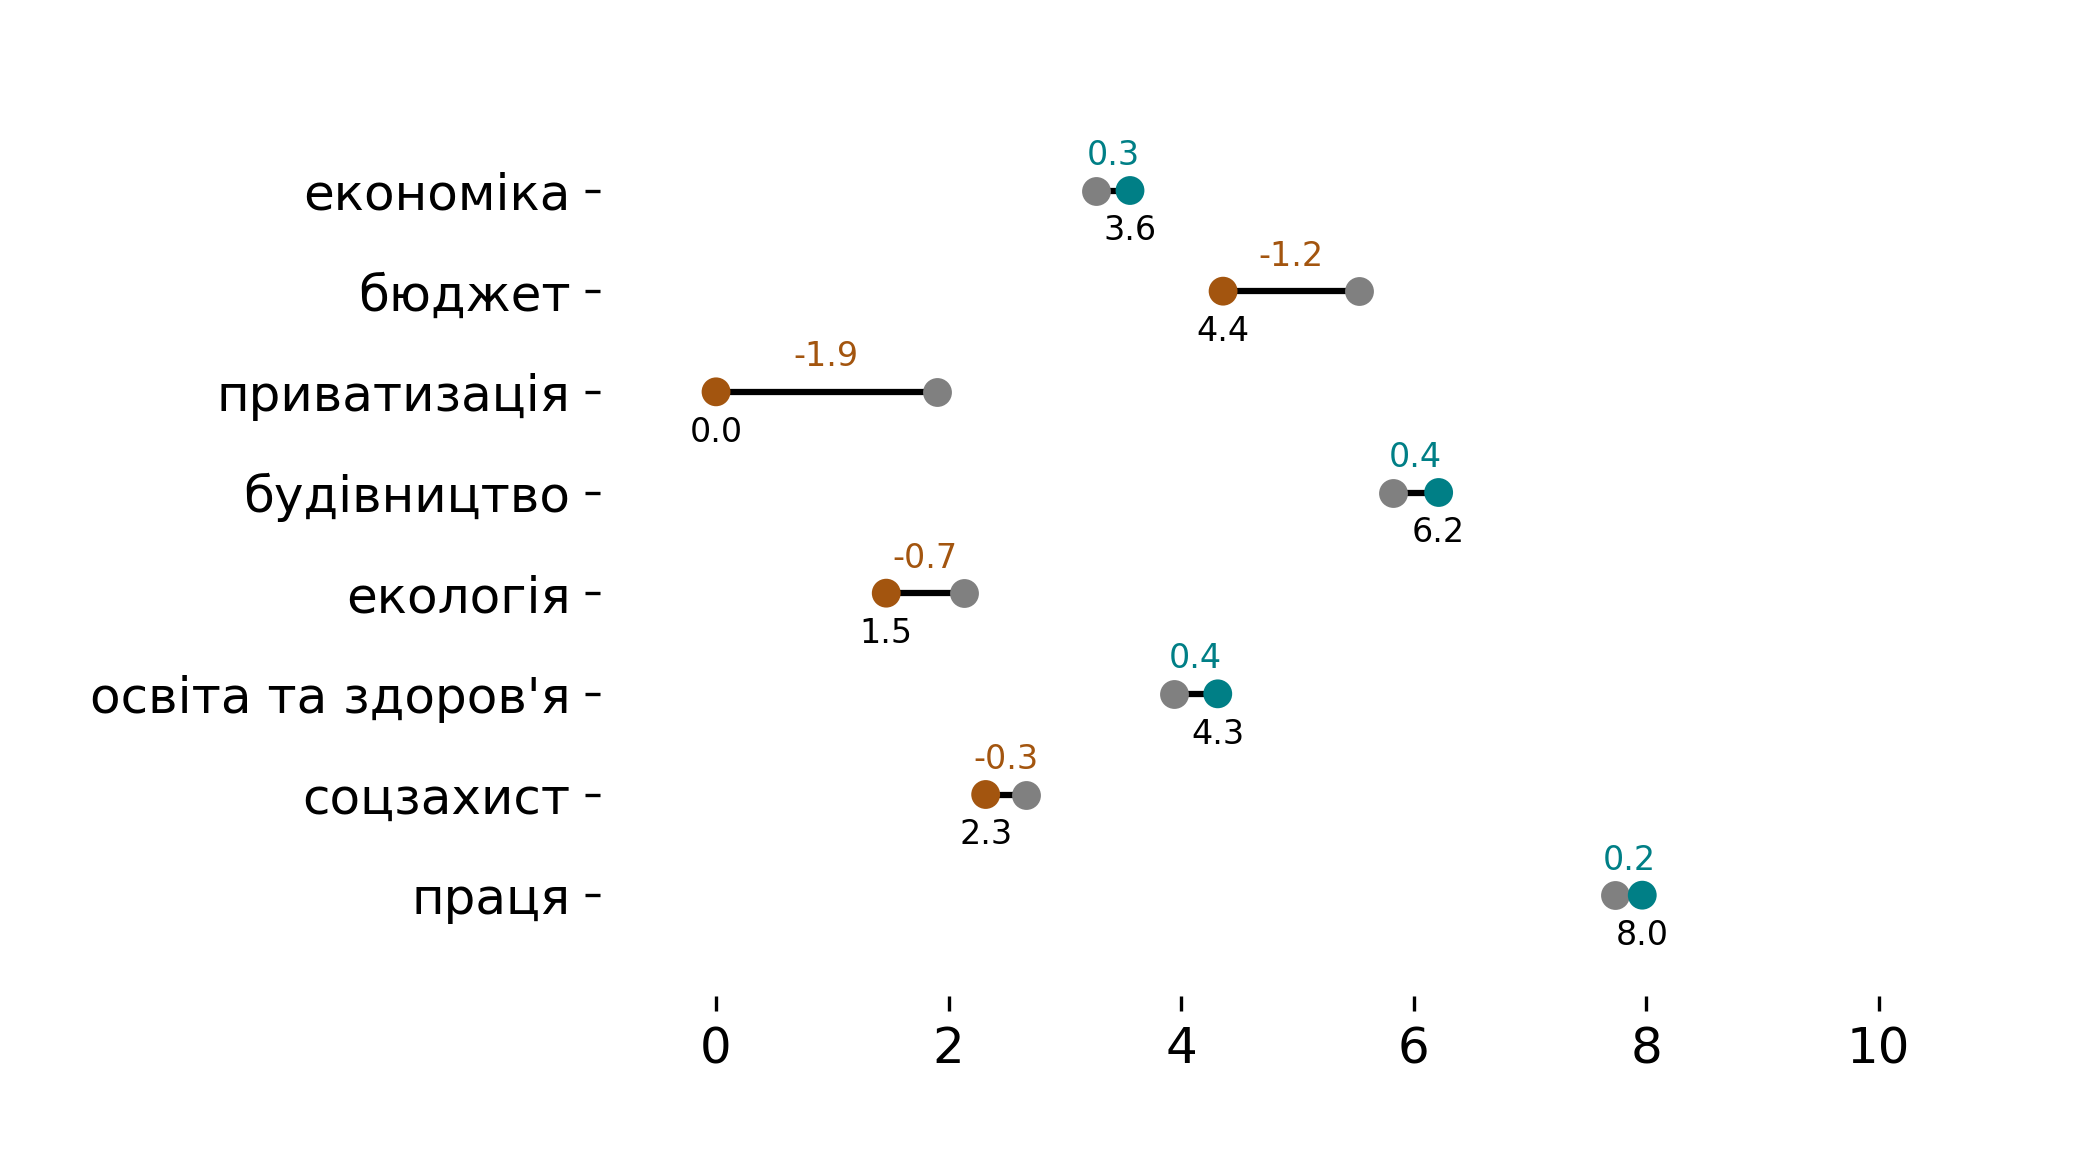 0.3
економіка
3.6
-1.2
бюджет
4.4
-1.9
приватизація
0.0
0.4
будівництво
6.2
-0.7
екологія
1.5
0.4
освіта та здоров'я
4.3
-0.3
соцзахист
2.3
0.2
праця
8.0
0 2 4 6 8 10